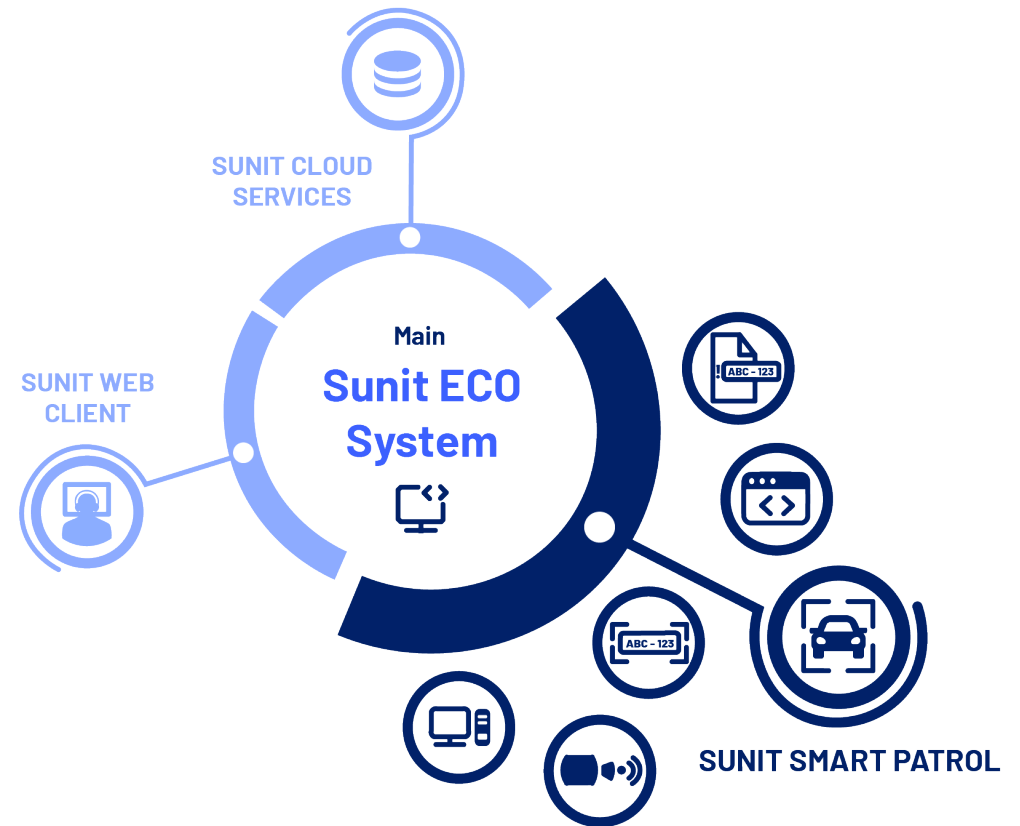 SUNIT CLOUD
SERVICES
Main
Sunit ECO
System
SUNIT WEB
CLIENT
! ABC - 123
ABC - 123
SUNIT SMART PATROL